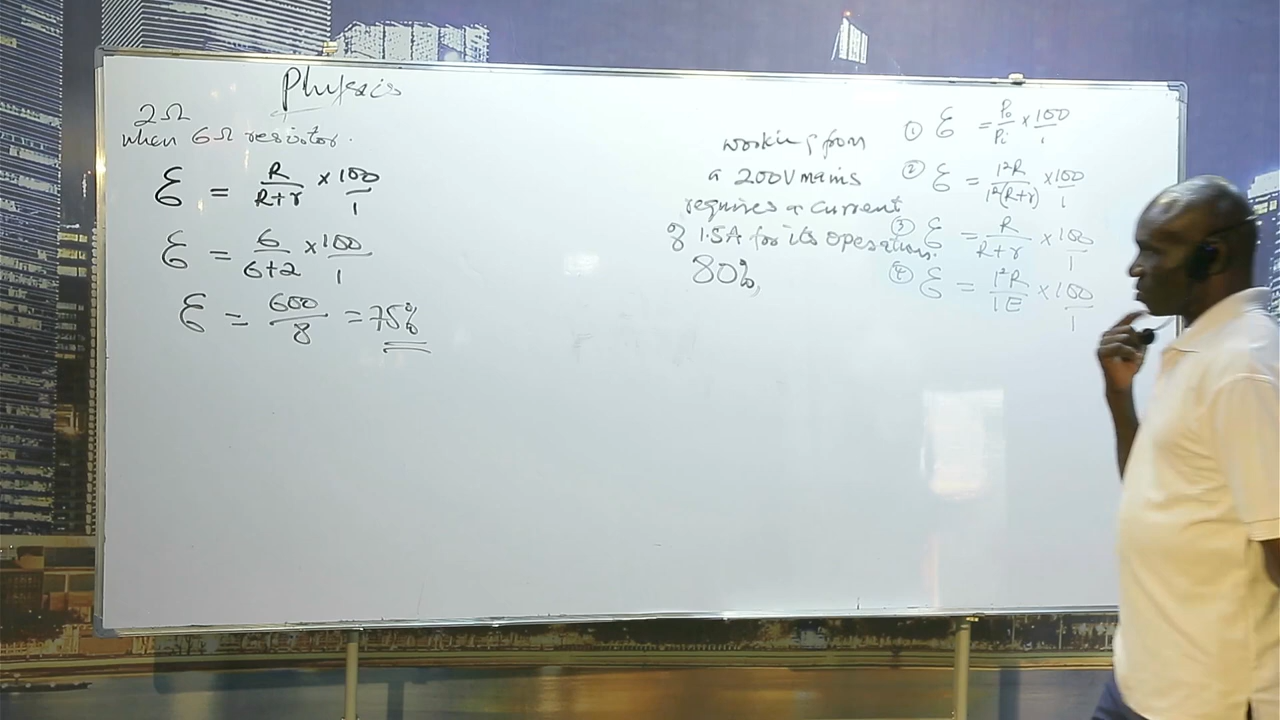 Physics
2Ω
when 6Ω resistor.
Ɛ = R/R+r × 100/1
Ɛ = 6/6+2 × 100/1
Ɛ = 600/8 = 75%
working from
a 200V mains
requires a current
of 1.5A for its operation.
80%
① Ɛ = Po/Pi × 100/1
② Ɛ = I²R/I²(R+r) × 100/1
③ Ɛ = R/R+r × 100/1
④ Ɛ = I²R/IE × 100/1